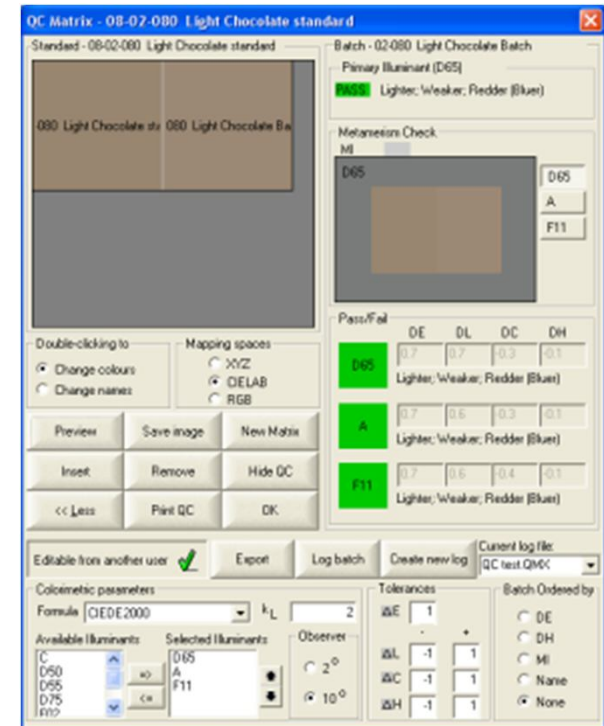 QC Matrix - 08-02-080 Light Chocolate standard
Standard - 08-02-080 Light Chocolate standard
-080 Light Chocolate sta 080 Light Chocolate Ba
Batch - 02-080 Light Chocolate Batch
Primary Illuminant (D65)
PASS Lighter; Weaker; Redder (Bluer)
Metamerism Check
MI
D65
D65
A
F11
Double-clicking to
Change colours
Change names
Mapping spaces
XYZ
CIELAB
RGB
Preview Save image New Matrix
Insert Remove Hide QC
<< Less Print QC OK
Pass/Fail
DE DL DC DH
D65 0.7 0.7 -0.3 -0.1
Lighter; Weaker; Redder (Bluer)
A 0.7 0.6 -0.3 -0.1
Lighter; Weaker; Redder (Bluer)
F11 0.7 0.6 -0.4 -0.1
Lighter; Weaker; Redder (Bluer)
Editable from another user Export Log batch Create new log
Current log file:
QC test.QMX
Colorimetric parameters
Formula CIEDE2000 kL 2
Available Illuminants
C
D50
D55
D75
=>
<=
Selected Illuminants
D65
A
F11
Observer
2°
10°
Tolerances
ΔE 1
- +
ΔL -1 1
ΔC -1 1
ΔH -1 1
Batch Ordered by
DE
DH
MI
Name
None